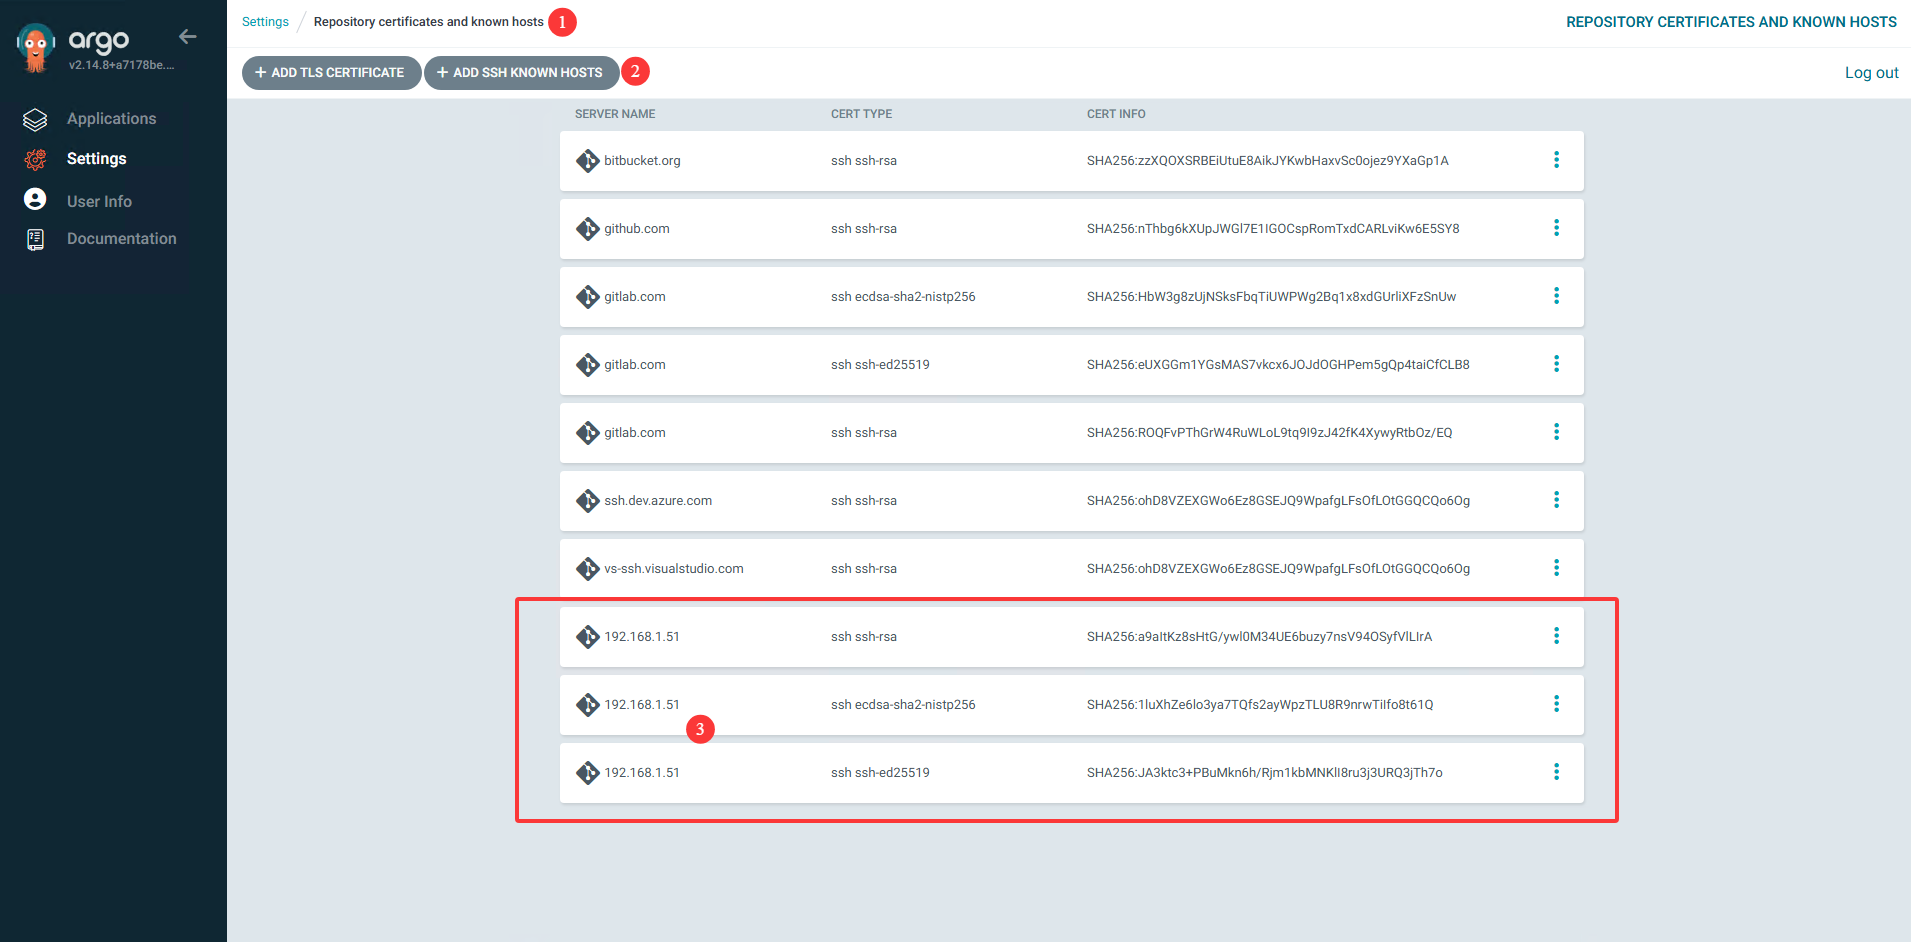 argo
v2.14.8+a7178be....
Applications
Settings
User Info
Documentation
Settings / Repository certificates and known hosts 1
REPOSITORY CERTIFICATES AND KNOWN HOSTS
+ ADD TLS CERTIFICATE + ADD SSH KNOWN HOSTS 2
Log out
SERVER NAME CERT TYPE CERT INFO
bitbucket.org ssh ssh-rsa SHA256:zzXQOXSRBEiUtuE8AikJYKwbHaxvSc0ojez9YXaGp1A
github.com ssh ssh-rsa SHA256:nThbg6kXUpJWGl7E1IGOCspRomTxdCARLviKw6E5SY8
gitlab.com ssh ecdsa-sha2-nistp256 SHA256:HbW3g8zUjNSksFbqTiUWPWg2Bq1x8xdGUrliXFzSnUw
gitlab.com ssh ssh-ed25519 SHA256:eUXGGm1YGsMAS7vkcx6JOJdOGHPem5gQp4taiCfCLB8
gitlab.com ssh ssh-rsa SHA256:ROQFvPThGrW4RuWLoL9tq9I9zJ42fK4XywyRtbOz/EQ
ssh.dev.azure.com ssh ssh-rsa SHA256:ohD8VZEXGWo6Ez8GSEJQ9WpafgLFsOfLOtGGQCQo6Og
vs-ssh.visualstudio.com ssh ssh-rsa SHA256:ohD8VZEXGWo6Ez8GSEJQ9WpafgLFsOfLOtGGQCQo6Og
192.168.1.51 ssh ssh-rsa SHA256:a9aItKz8sHtG/ywl0M34UE6buzy7nsV94OSyfVlLIrA
192.168.1.51 ssh ecdsa-sha2-nistp256 SHA256:1luXhZe6lo3ya7TQfs2ayWpzTLU8R9nrwTiIfo8t61Q
3
192.168.1.51 ssh ssh-ed25519 SHA256:JA3ktc3+PBuMkn6h/Rjm1kbMNKlI8ru3j3URQ3jTh7o